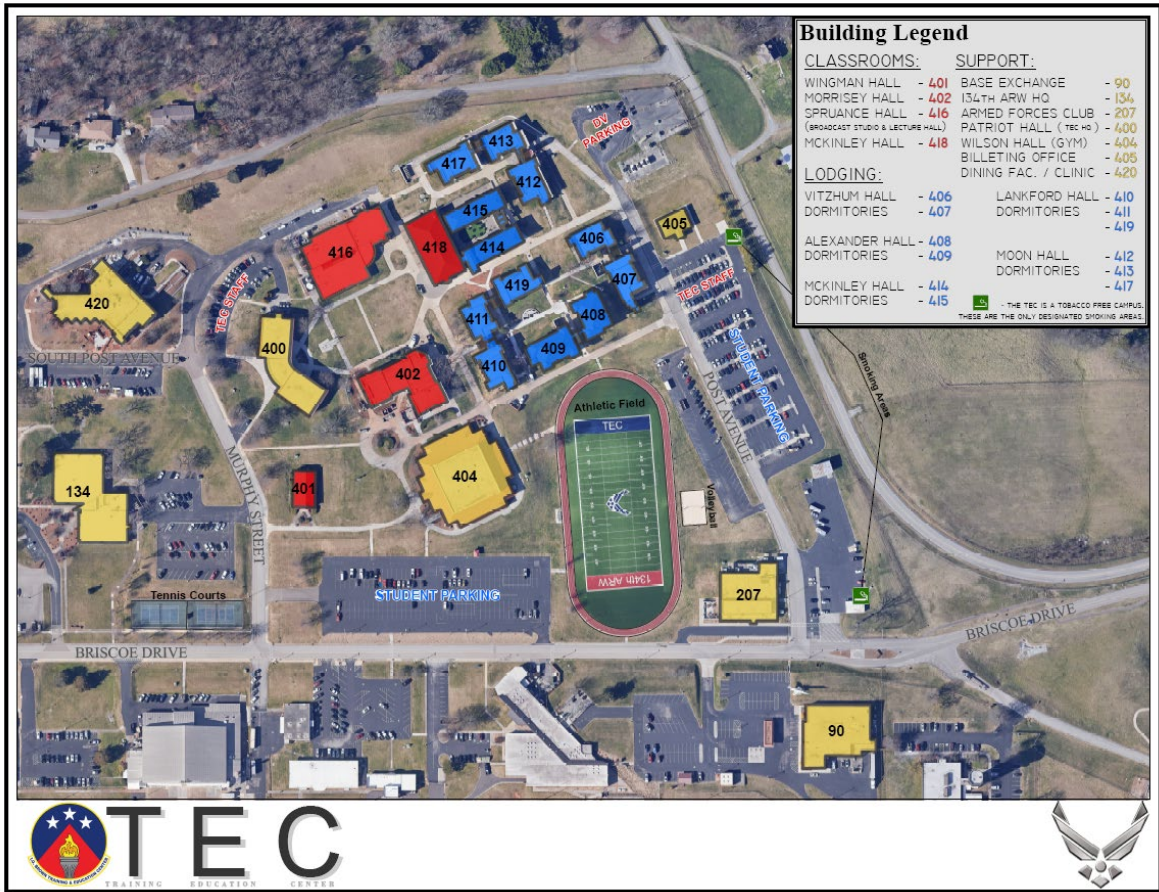 Building Legend
CLASSROOMS:
WINGMAN HALL - 401
MORRISEY HALL - 402
SPRUANCE HALL - 416
(BROADCAST STUDIO & LECTURE HALL)
MCKINLEY HALL - 418
SUPPORT:
BASE EXCHANGE - 90
134TH ARW HQ - 134
ARMED FORCES CLUB - 207
PATRIOT HALL (TEC HQ) - 400
WILSON HALL (GYM) - 404
BILLETING OFFICE - 405
DINING FAC. / CLINIC - 420
LODGING:
VITZHUM HALL - 406
DORMITORIES - 407
ALEXANDER HALL - 408
DORMITORIES - 409
MCKINLEY HALL - 414
DORMITORIES - 415
LANKFORD HALL - 410
DORMITORIES - 411
- 419
MOON HALL - 412
DORMITORIES - 413
- 417
- THE TEC IS A TOBACCO FREE CAMPUS.
THESE ARE THE ONLY DESIGNATED SMOKING AREAS.
DV
PARKING
413
417
412
415
405
406
416
418
414
407
TEC STAFF
419
TEC STAFF
420
411
408
400
409
410
SOUTH POST AVENUE
402
STUDENT PARKING
Smoking Areas
POST AVENUE
Athletic Field
TEC
404
134
MURPHY STREET
401
Volleyball
134th ARW
207
Tennis Courts
STUDENT PARKING
BRISCOE DRIVE
BRISCOE DRIVE
90
TEC
TRAINING EDUCATION CENTER